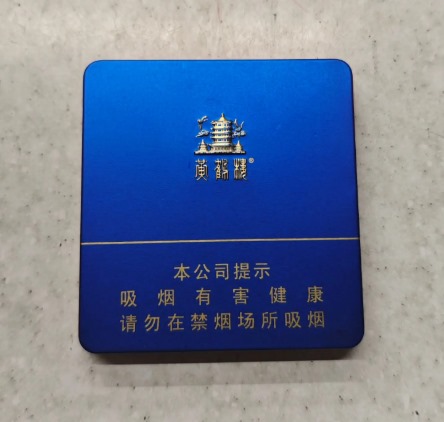 黄鹤楼®
本公司提示
吸烟有害健康
请勿在禁烟场所吸烟